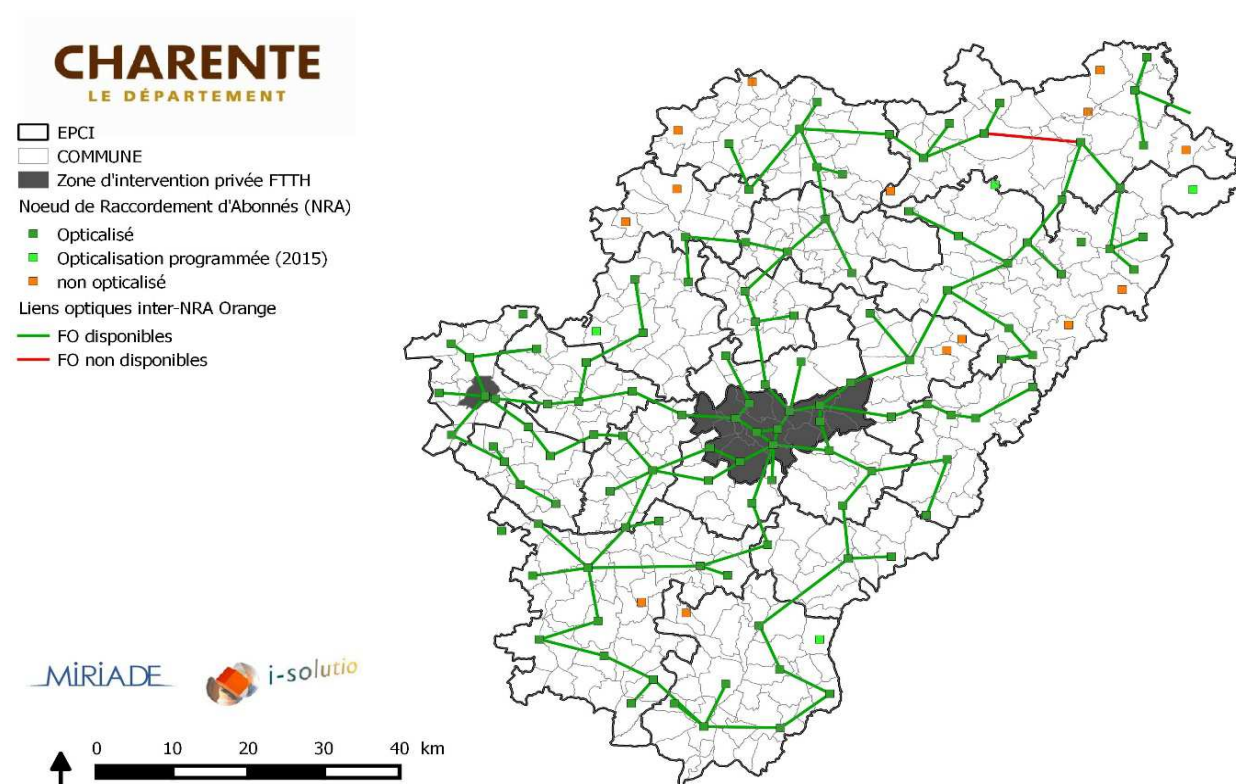 CHARENTE
LE DÉPARTEMENT
EPCI
COMMUNE
Zone d'intervention privée FTTH
Noeud de Raccordement d'Abonnés (NRA)
Opticalisé
Opticalisation programmée (2015)
non opticalisé
Liens optiques inter-NRA Orange
FO disponibles
FO non disponibles
MiRiADE
i-solutio
0 10 20 30 40 km